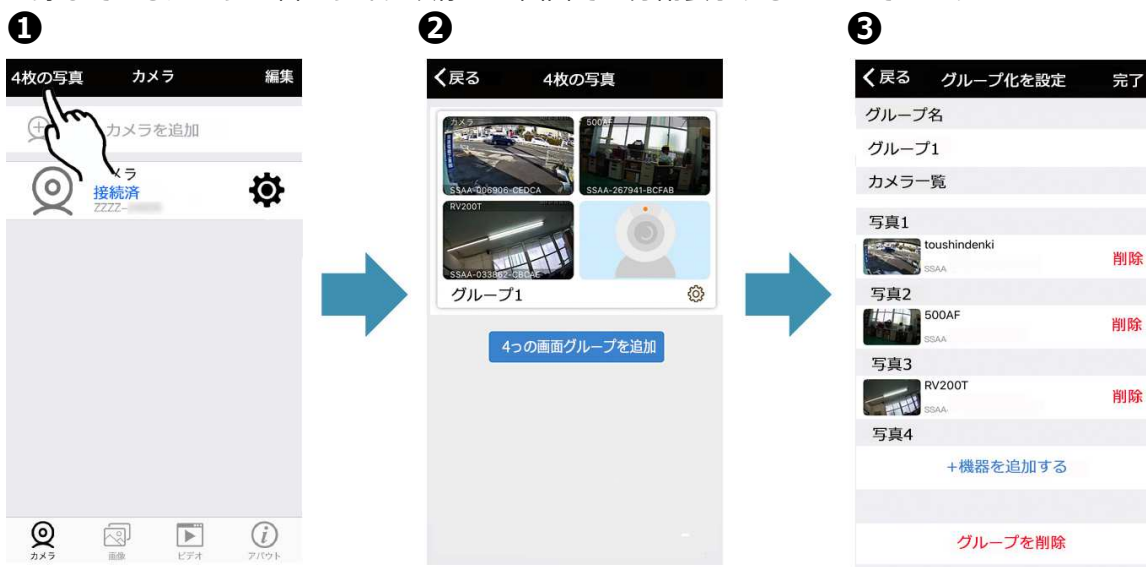 ❶
4枚の写真 カメラ 編集
カメラを追加
メラ
接続済
ZZZZ-
カメラ 画像 ビデオ アバウト
❷
戻る 4枚の写真
カメラ
SSAA-006906-CEDCA
500AF
SSAA-267941-BCFAB
RV200T
SSAA-033862-CBCAE
グループ1
4つの画面グループを追加
❸
戻る グループ化を設定 完了
グループ名
グループ1
カメラ一覧
写真1
toushindenki
SSAA
削除
写真2
500AF
SSAA
削除
写真3
RV200T
SSAA-
削除
写真4
+機器を追加する
グループを削除